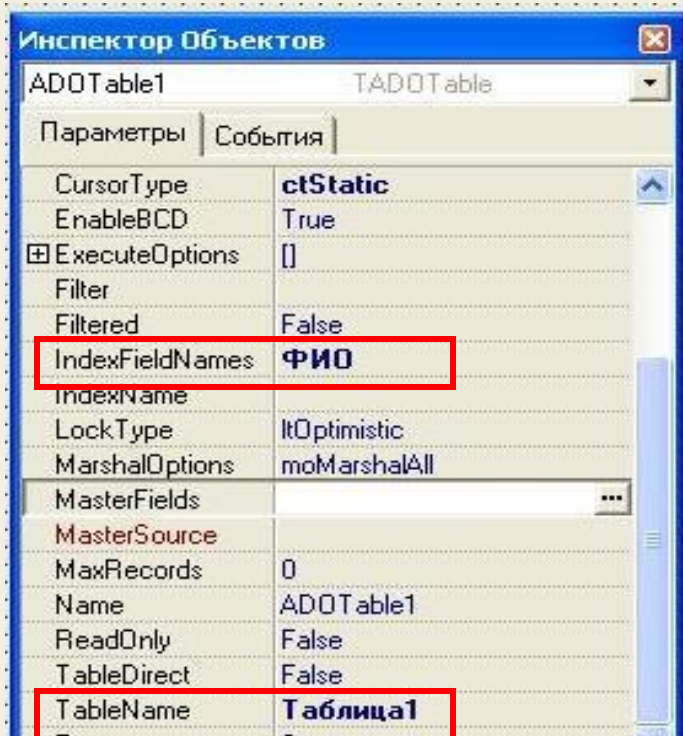 Инспектор Объектов
ADOTable1 TADOTable
Параметры События
CursorType ctStatic
EnableBCD True
ExecuteOptions []
Filter
Filtered False
IndexFieldNames ФИО
IndexName
LockType ltOptimistic
MarshalOptions moMarshalAll
MasterFields ...
MasterSource
MaxRecords 0
Name ADOTable1
ReadOnly False
TableDirect False
TableName Таблица1